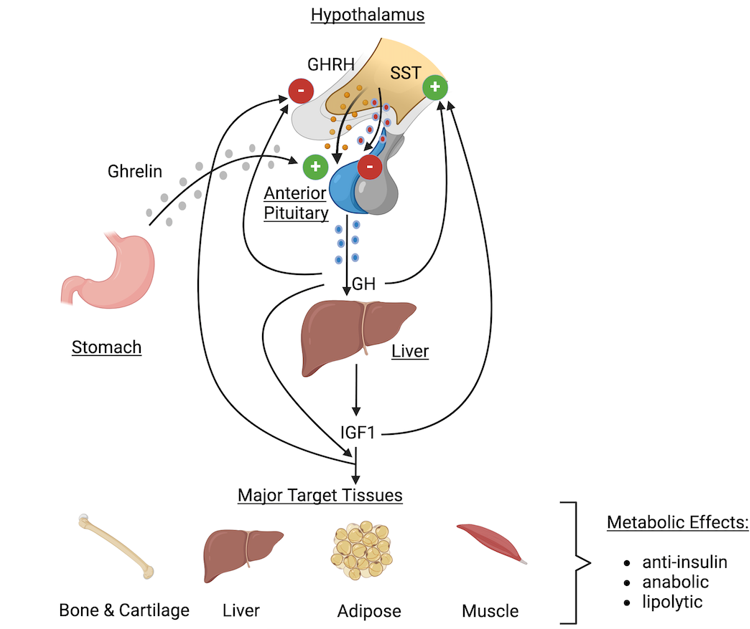 Hypothalamus
GHRH
SST
-
+
Ghrelin
+
-
Anterior
Pituitary
GH
Stomach
Liver
IGF1
Major Target Tissues
Metabolic Effects:
• anti-insulin
• anabolic
• lipolytic
Bone & Cartilage
Liver
Adipose
Muscle